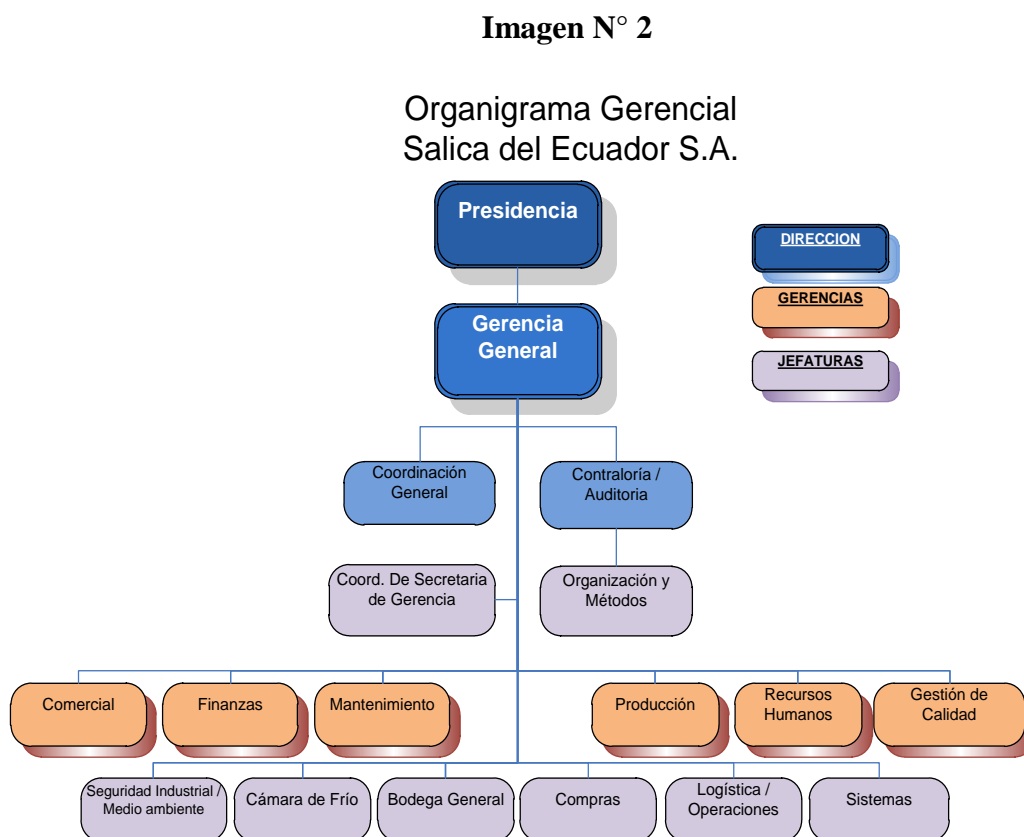 Imagen N° 2
Organigrama Gerencial
Salica del Ecuador S.A.
Presidencia
DIRECCION
GERENCIAS
Gerencia
General
JEFATURAS
Coordinación
General
Contraloría /
Auditoria
Coord. De Secretaria
de Gerencia
Organización y
Métodos
Comercial
Finanzas
Mantenimiento
Producción
Recursos
Humanos
Gestión de
Calidad
Seguridad Industrial /
Medio ambiente
Cámara de Frío
Bodega General
Compras
Logística /
Operaciones
Sistemas